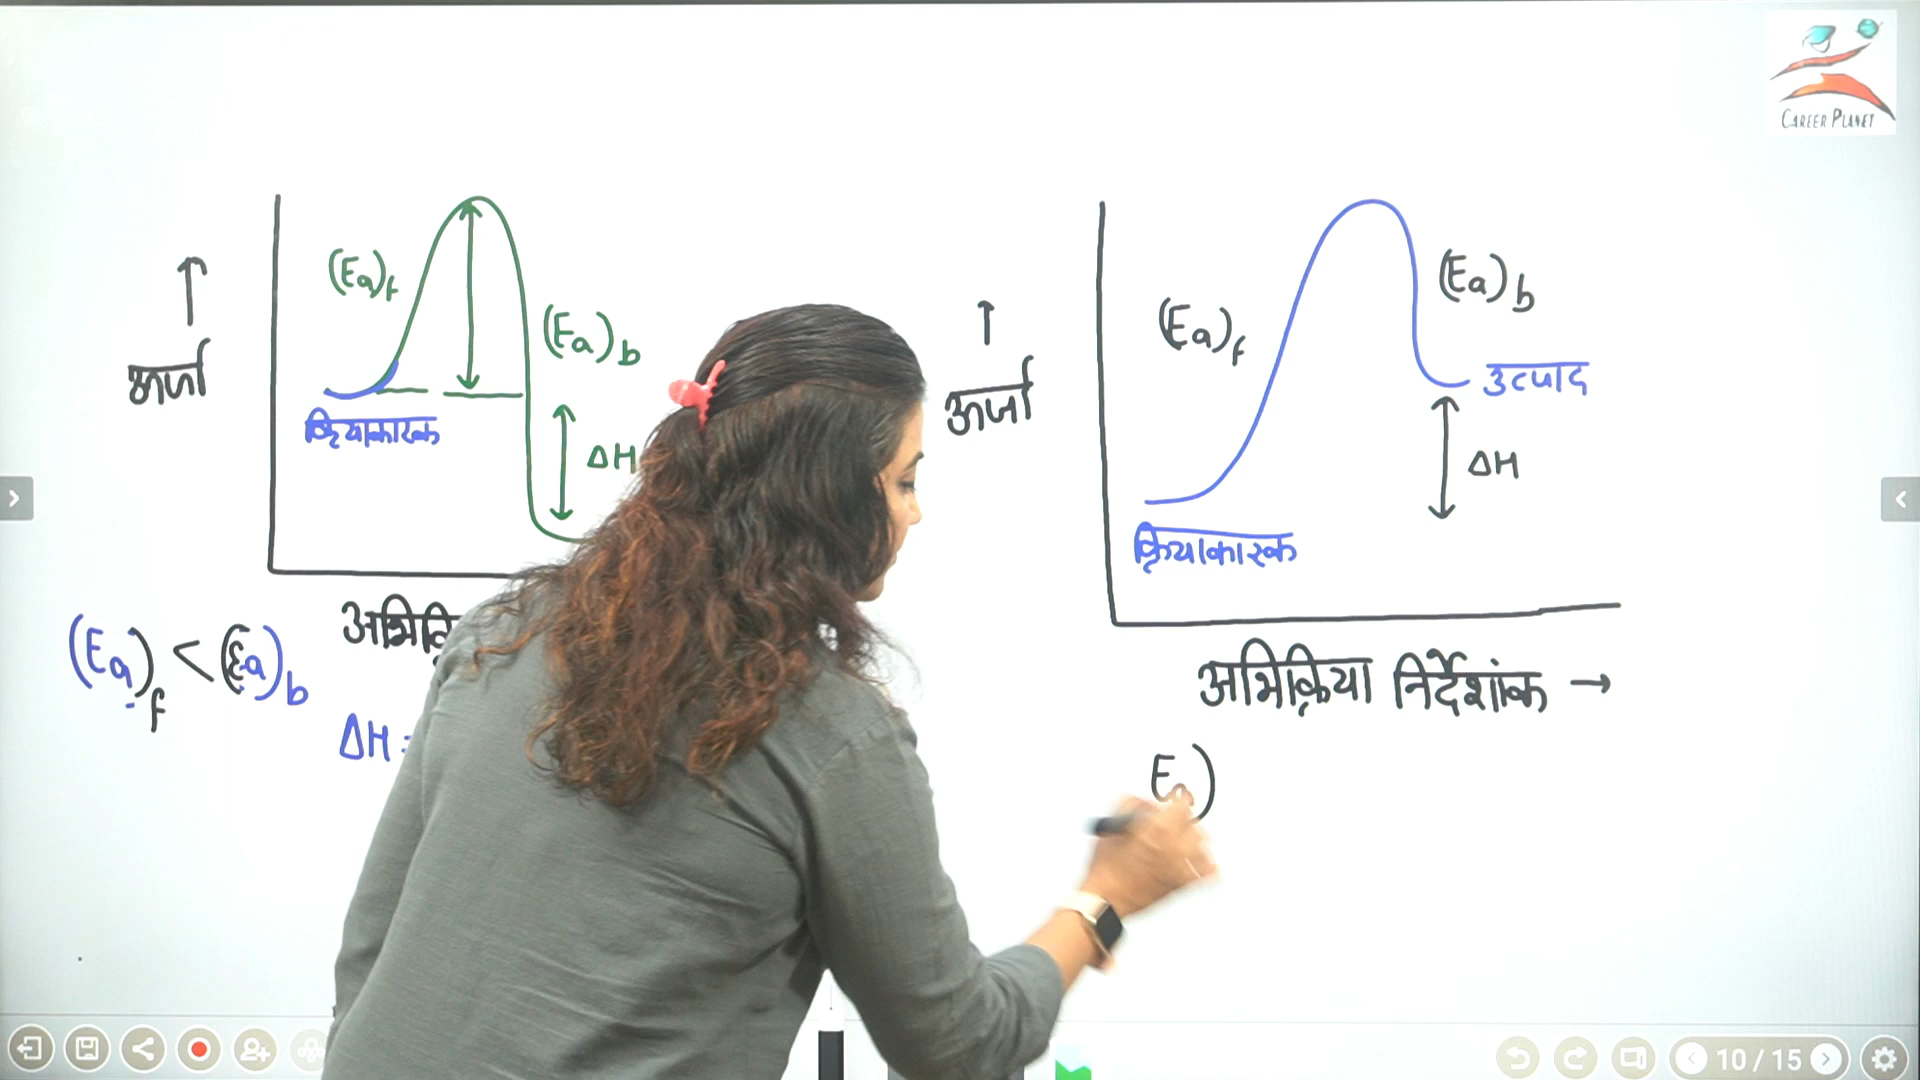 CAREER PLANET
(Ea)f
(Ea)b
↑
ऊर्जा
क्रियाकारक
ΔH
(Ea)f < (Ea)b
ΔH =
(Ea)f
(Ea)b
↑
ऊर्जा
उत्पाद
ΔH
क्रियाकारक
अभिक्रिया निर्देशांक →
Ea)
10 / 15